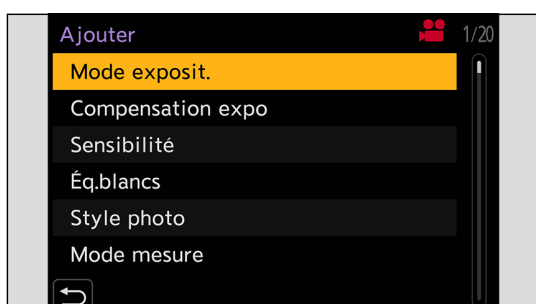 Ajouter 1/20
Mode exposit.
Compensation expo
Sensibilité
Éq.blancs
Style photo
Mode mesure